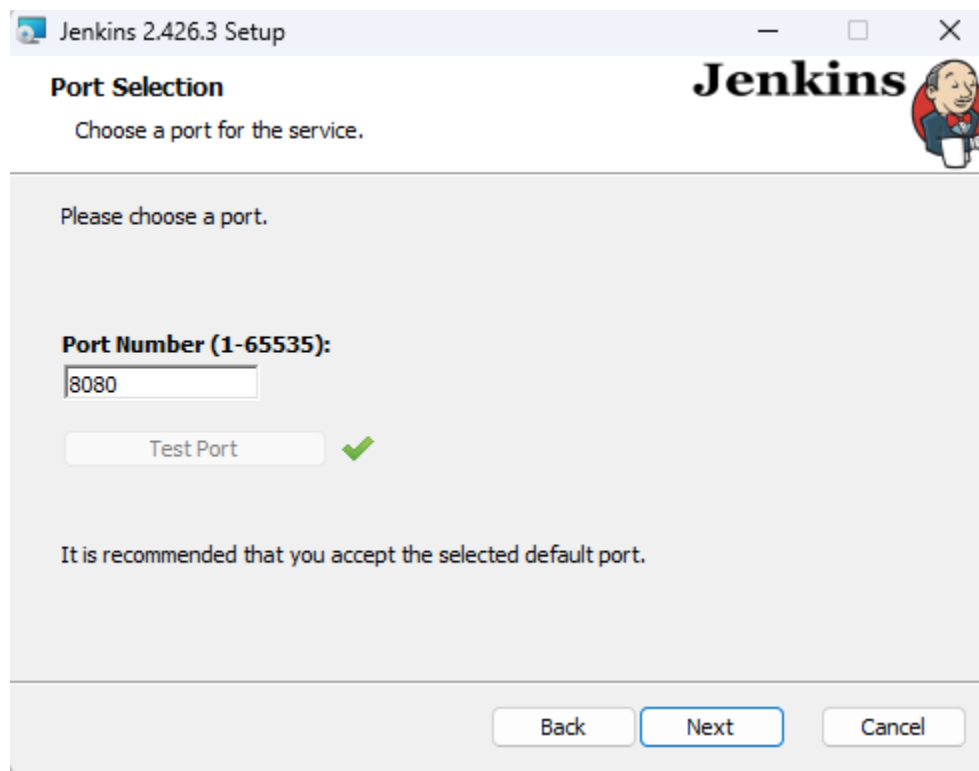 Jenkins 2.426.3 Setup
Port Selection
Jenkins
Choose a port for the service.
Please choose a port.
Port Number (1-65535):
8080
Test Port
It is recommended that you accept the selected default port.
Back
Next
Cancel